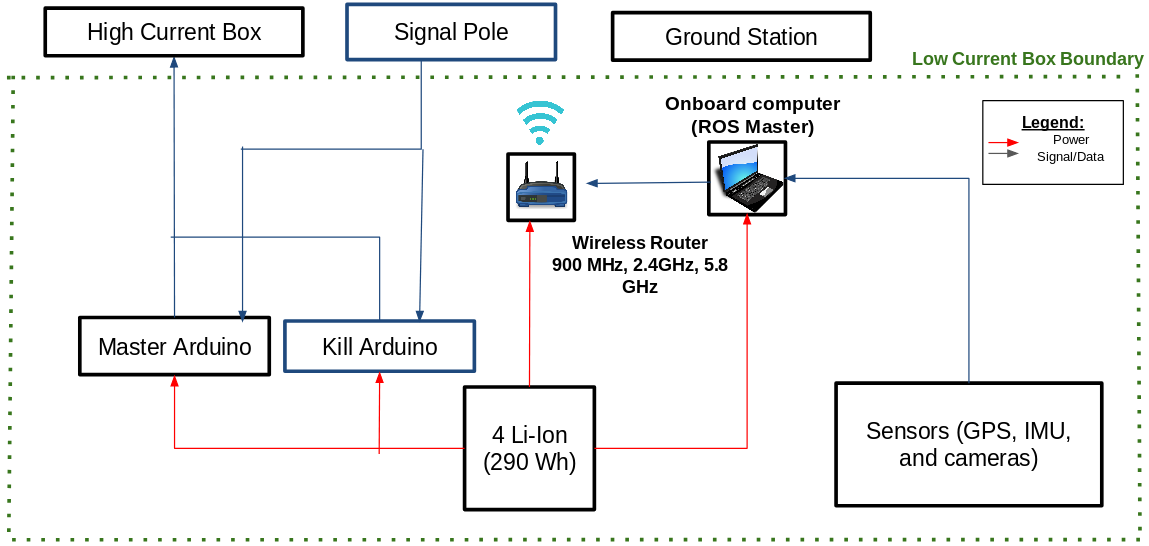 High Current Box
Signal Pole
Ground Station
Low Current Box Boundary
Onboard computer
(ROS Master)
Legend:
Power
Signal/Data
Wireless Router
900 MHz, 2.4GHz, 5.8
GHz
Master Arduino
Kill Arduino
4 Li-Ion
(290 Wh)
Sensors (GPS, IMU,
and cameras)